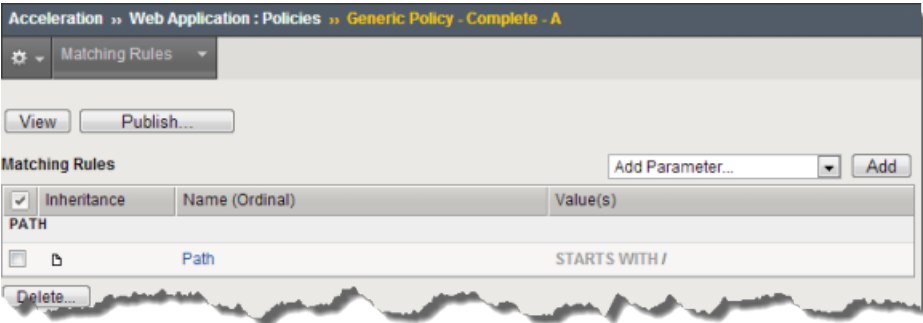 Acceleration ›› Web Application : Policies ›› Generic Policy - Complete - A
Matching Rules
View Publish...
Matching Rules Add Parameter... Add
Inheritance Name (Ordinal) Value(s)
PATH
Path STARTS WITH /
Delete...